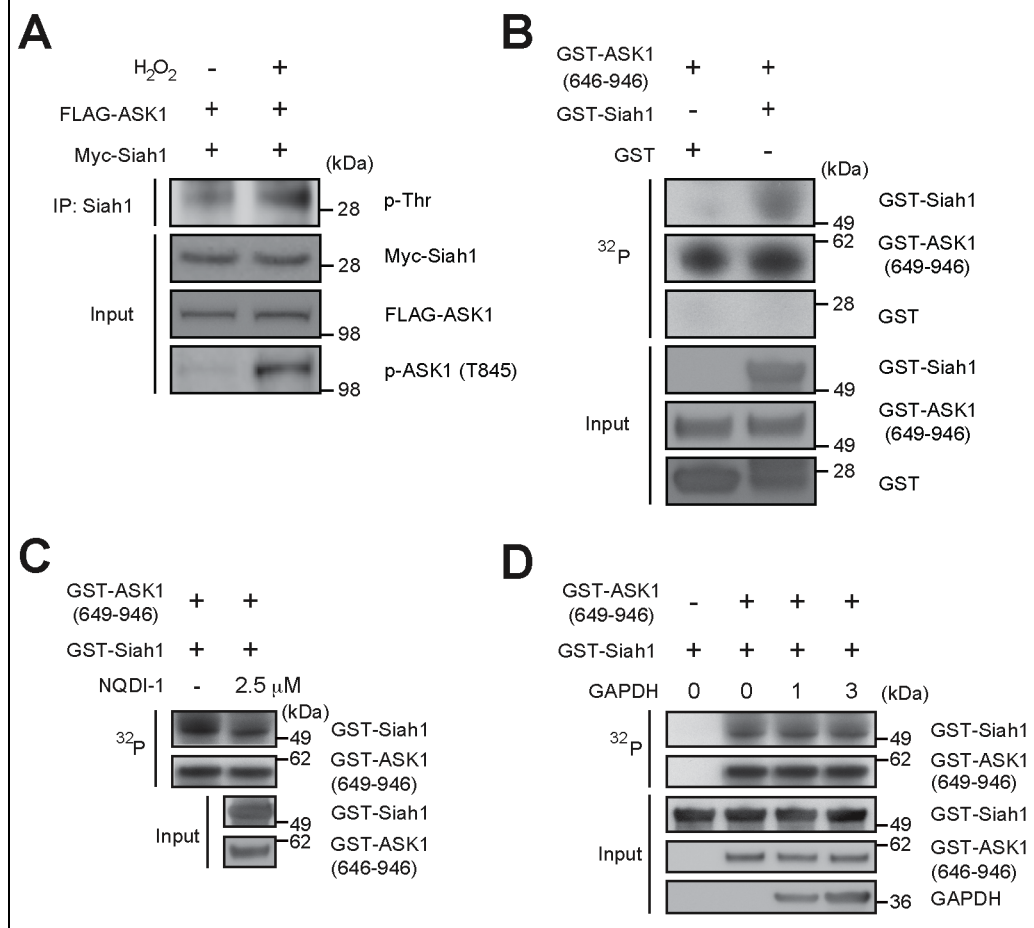 A
H2O2 - +
FLAG-ASK1 + +
Myc-Siah1 + +
(kDa)
IP: Siah1
28
p-Thr
Input
28
Myc-Siah1
98
FLAG-ASK1
98
p-ASK1 (T845)
B
GST-ASK1
(646-946)
+ +
GST-Siah1 - +
GST + -
(kDa)
32P
49
GST-Siah1
62
GST-ASK1
(649-946)
28
GST
Input
49
GST-Siah1
49
GST-ASK1
(649-946)
28
GST
C
GST-ASK1
(649-946)
+ +
GST-Siah1 + +
NQDI-1 - 2.5 μM
(kDa)
32P
49
GST-Siah1
62
GST-ASK1
(649-946)
Input
49
GST-Siah1
62
GST-ASK1
(646-946)
D
GST-ASK1
(649-946)
- + + +
GST-Siah1 + + + +
GAPDH 0 0 1 3 (kDa)
32P
49
GST-Siah1
62
GST-ASK1
(649-946)
Input
49
GST-Siah1
62
GST-ASK1
(646-946)
36
GAPDH